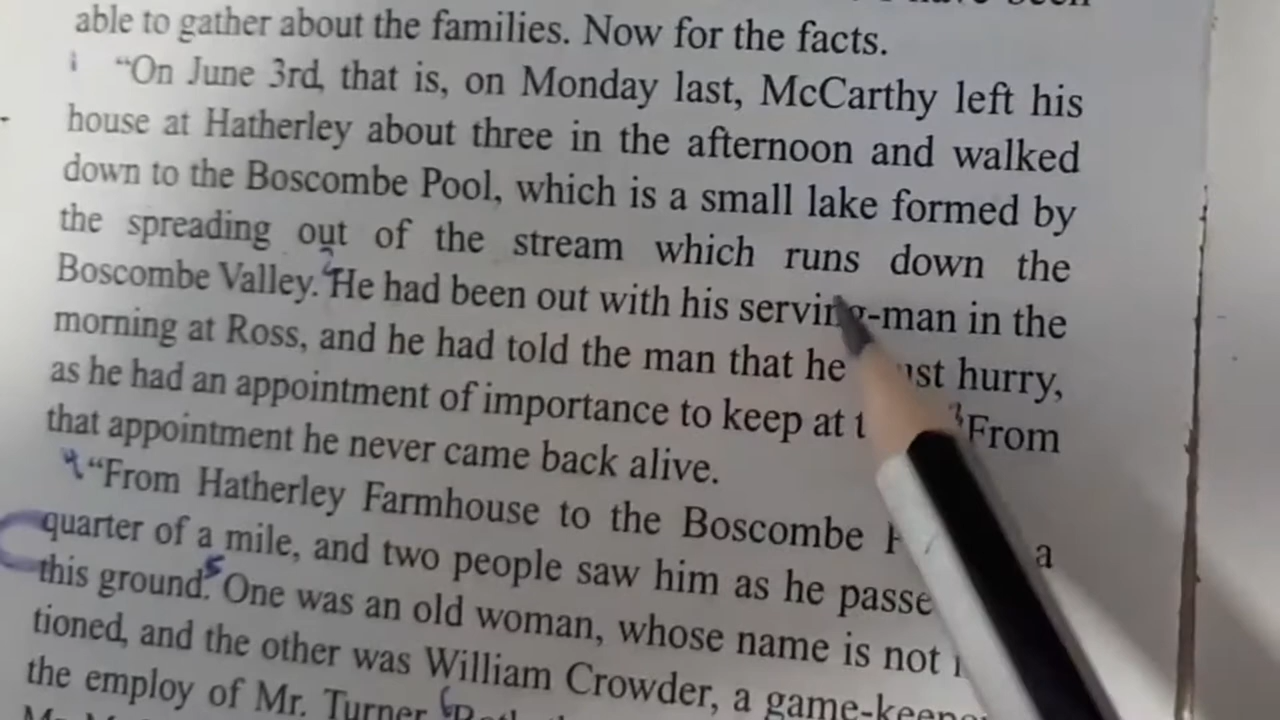 able to gather about the families. Now for the facts.
1 "On June 3rd, that is, on Monday last, McCarthy left his
house at Hatherley about three in the afternoon and walked
down to the Boscombe Pool, which is a small lake formed by
the spreading out of the stream which runs down the
Boscombe Valley. 2 He had been out with his serving-man in the
morning at Ross, and he had told the man that he hurry,
as he had an appointment of importance to keep at 3 From
that appointment he never came back alive.
4 "From Hatherley Farmhouse to the Boscombe a
quarter of a mile, and two people saw him as he
this ground. 5 One was an old woman, whose name is not
tioned, and the other was William Crowder, a
the employ of Mr. Turner 6